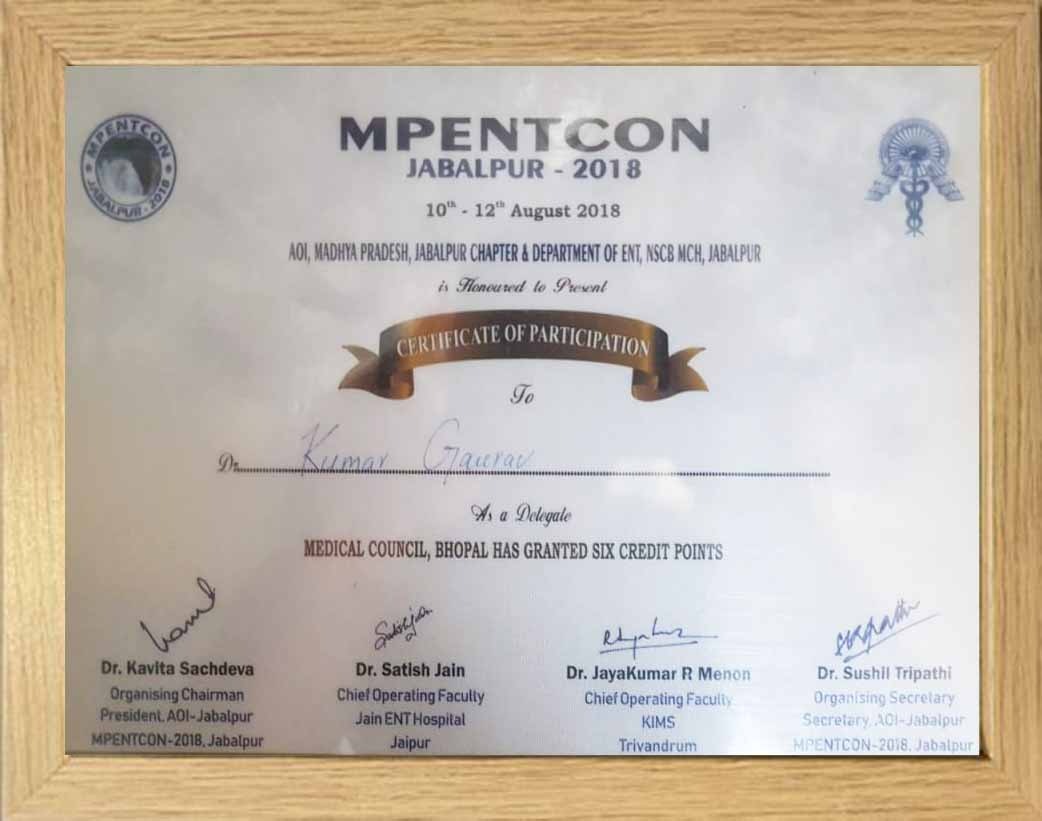 MPENTCON
JABALPUR - 2018
MPENTCON
JABALPUR - 2018
10th - 12th August 2018
AOI, MADHYA PRADESH, JABALPUR CHAPTER & DEPARTMENT OF ENT, NSCB MCH, JABALPUR
is Honoured to Present
CERTIFICATE OF PARTICIPATION
To
Dr. Kumar Gaurav
As a Delegate
MEDICAL COUNCIL, BHOPAL HAS GRANTED SIX CREDIT POINTS
Dr. Kavita Sachdeva
Organising Chairman
President, AOI-Jabalpur
MPENTCON-2018, Jabalpur
Dr. Satish Jain
Chief Operating Faculty
Jain ENT Hospital
Jaipur
Dr. JayaKumar R Menon
Chief Operating Faculty
KIMS
Trivandrum
Dr. Sushil Tripathi
Organising Secretary
Secretary, AOI-Jabalpur
MPENTCON-2018, Jabalpur